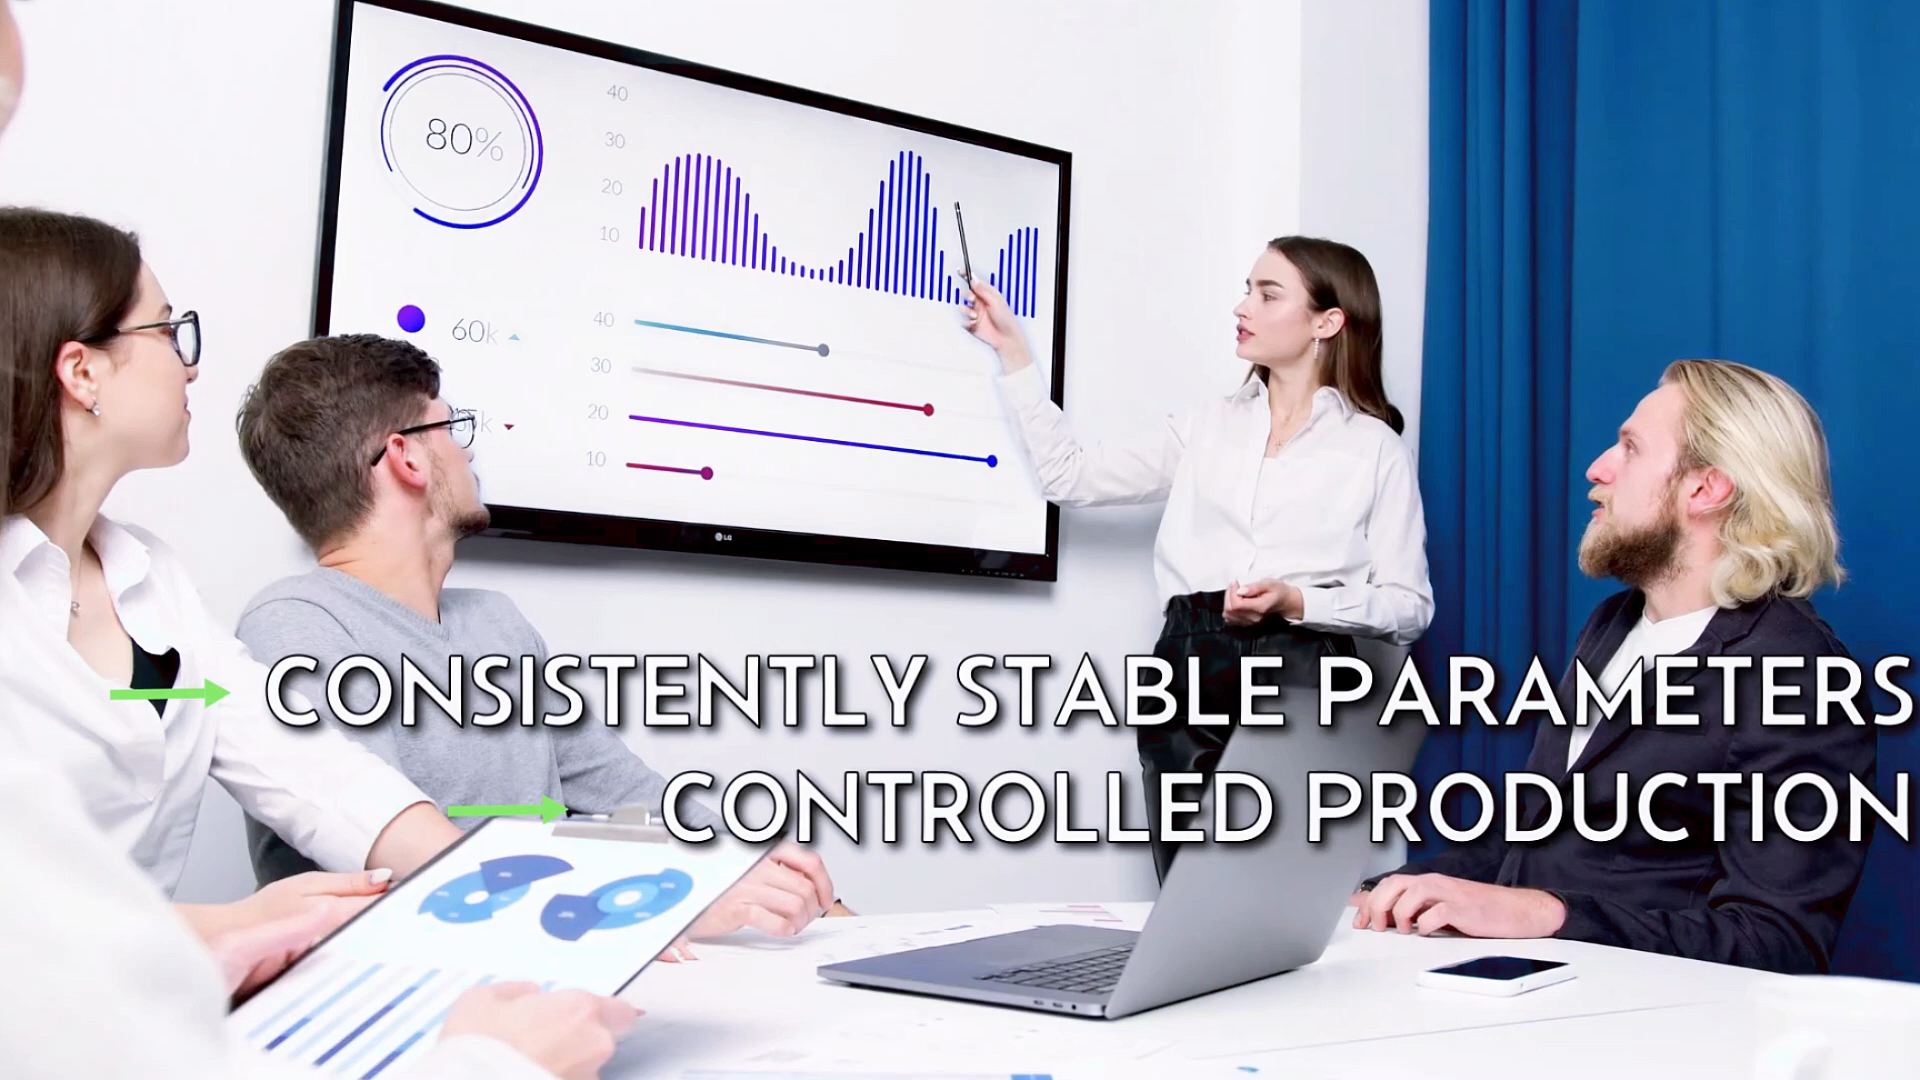 80%
40
30
20
10
60k
40
30
20
10
LG
CONSISTENTLY STABLE PARAMETERS
CONTROLLED PRODUCTION